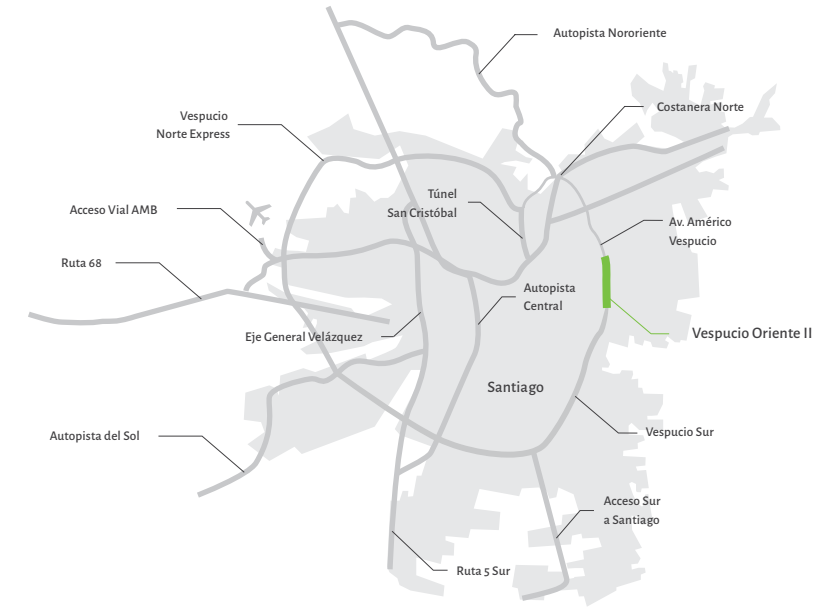 Autopista Nororiente
Costanera Norte
Vespucio
Norte Express
Túnel
San Cristóbal
Acceso Vial AMB
Av. Américo
Vespucio
Ruta 68
Autopista
Central
Eje General Velázquez
Vespucio Oriente II
Santiago
Autopista del Sol
Vespucio Sur
Acceso Sur
a Santiago
Ruta 5 Sur